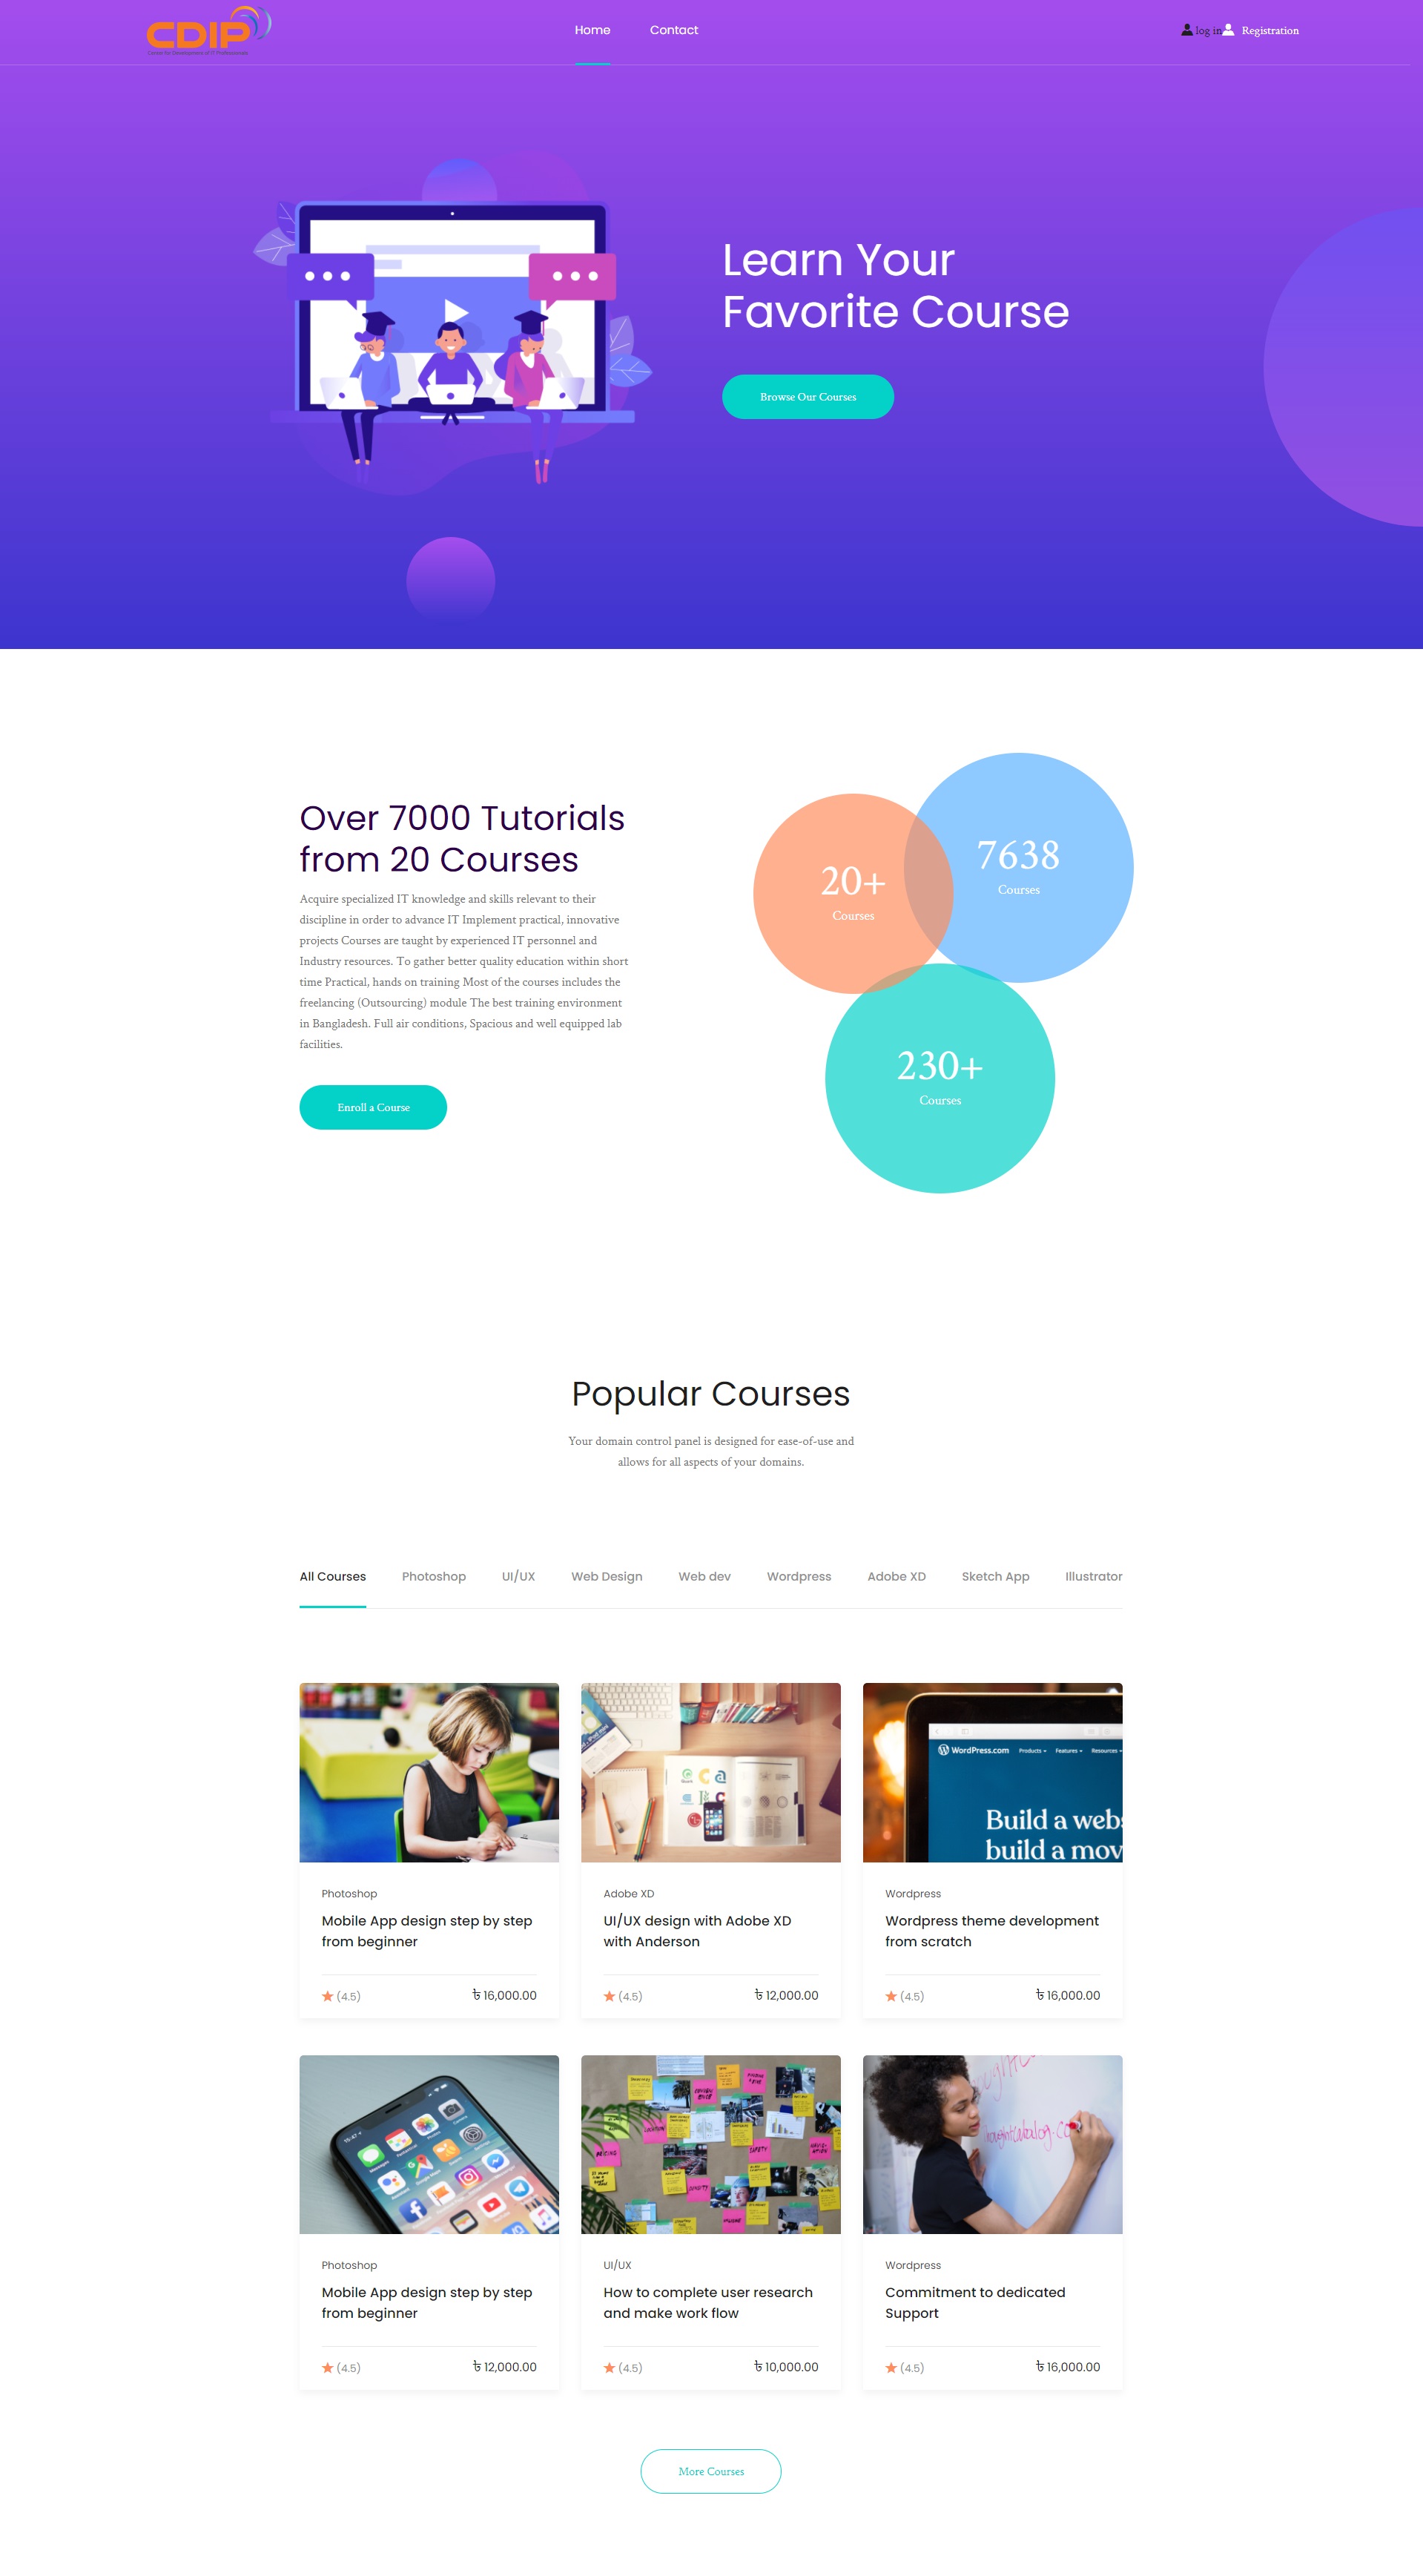 CDIP
Centre for Development of IT Professionals
Home
Contact
log in
Registration
Learn Your
Favorite Course
Browse Our Courses
Over 7000 Tutorials
from 20 Courses
Acquire specialized IT knowledge and skills relevant to their
discipline in order to advance IT Implement practical, innovative
projects Courses are taught by experienced IT personnel and
Industry resources. To gather better quality education within short
time Practical, hands on training Most of the courses includes the
freelancing (Outsourcing) module The best training environment
in Bangladesh. Full air conditions, Spacious and well equipped lab
facilities.
Enroll a Course
20+
Courses
7638
Courses
230+
Courses
Popular Courses
Your domain control panel is designed for ease-of-use and
allows for all aspects of your domains.
All Courses
Photoshop
UI/UX
Web Design
Web dev
Wordpress
Adobe XD
Sketch App
Illustrator
WordPress.com Products Features Resources
Build a webs
build a mov
Photoshop
Mobile App design step by step
from beginner
(4.5)
৳ 16,000.00
Adobe XD
UI/UX design with Adobe XD
with Anderson
(4.5)
৳ 12,000.00
Wordpress
Wordpress theme development
from scratch
(4.5)
৳ 16,000.00
Photoshop
Mobile App design step by step
from beginner
(4.5)
৳ 12,000.00
UI/UX
How to complete user research
and make work flow
(4.5)
৳ 10,000.00
Wordpress
Commitment to dedicated
Support
(4.5)
৳ 16,000.00
More Courses